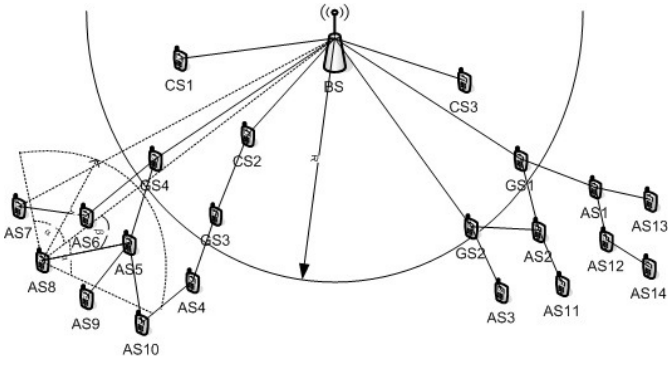 CS1
BS
CS3
CS2
R
GS4
GS1
AS1
AS13
AS7
AS6
β
GS3
α
AS5
GS2
AS2
AS12
AS8
AS4
AS14
AS9
AS3
AS11
AS10